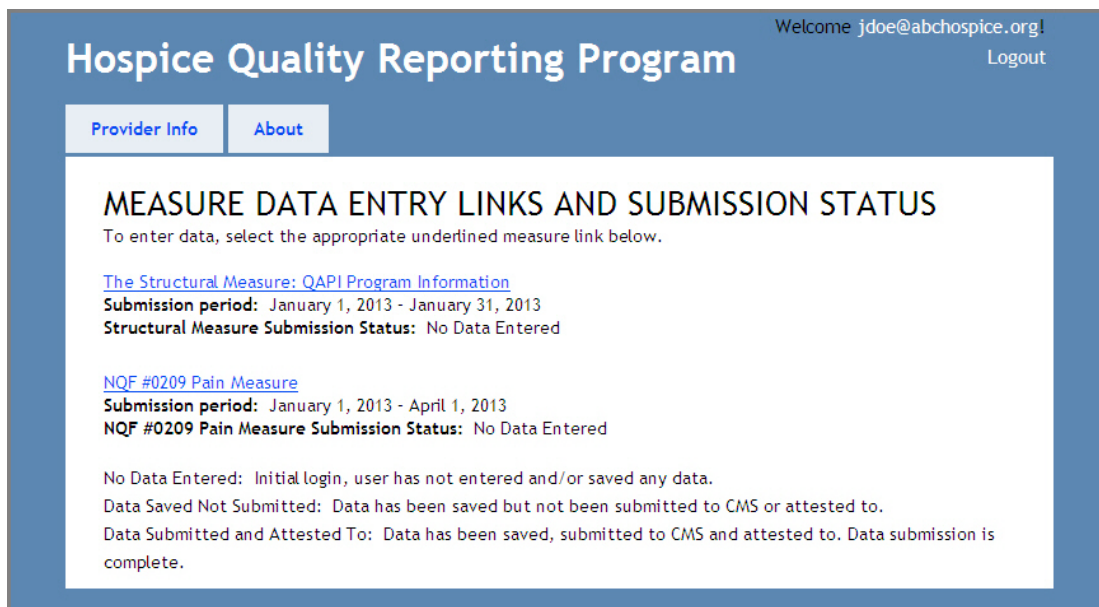 Welcome jdoe@abchospice.org!
Hospice Quality Reporting Program
Logout
Provider Info
About
MEASURE DATA ENTRY LINKS AND SUBMISSION STATUS
To enter data, select the appropriate underlined measure link below.
The Structural Measure: QAPI Program Information
Submission period: January 1, 2013 - January 31, 2013
Structural Measure Submission Status: No Data Entered
NQF #0209 Pain Measure
Submission period: January 1, 2013 - April 1, 2013
NQF #0209 Pain Measure Submission Status: No Data Entered
No Data Entered: Initial login, user has not entered and/or saved any data.
Data Saved Not Submitted: Data has been saved but not been submitted to CMS or attested to.
Data Submitted and Attested To: Data has been saved, submitted to CMS and attested to. Data submission is
complete.